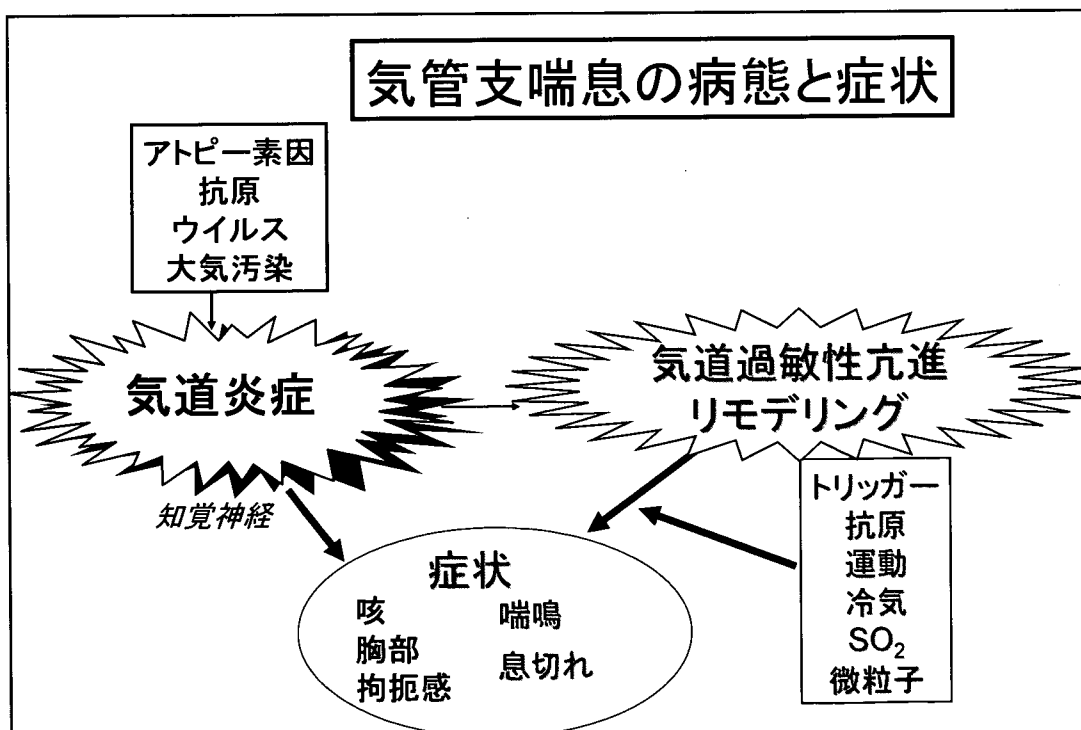 気管支喘息の病態と症状
アトピー素因
抗原
ウイルス
大気汚染
気道炎症
気道過敏性亢進
リモデリング
知覚神経
トリッガー
抗原
運動
冷気
SO₂
微粒子
症状
咳
胸部
拘扼感
喘鳴
息切れ